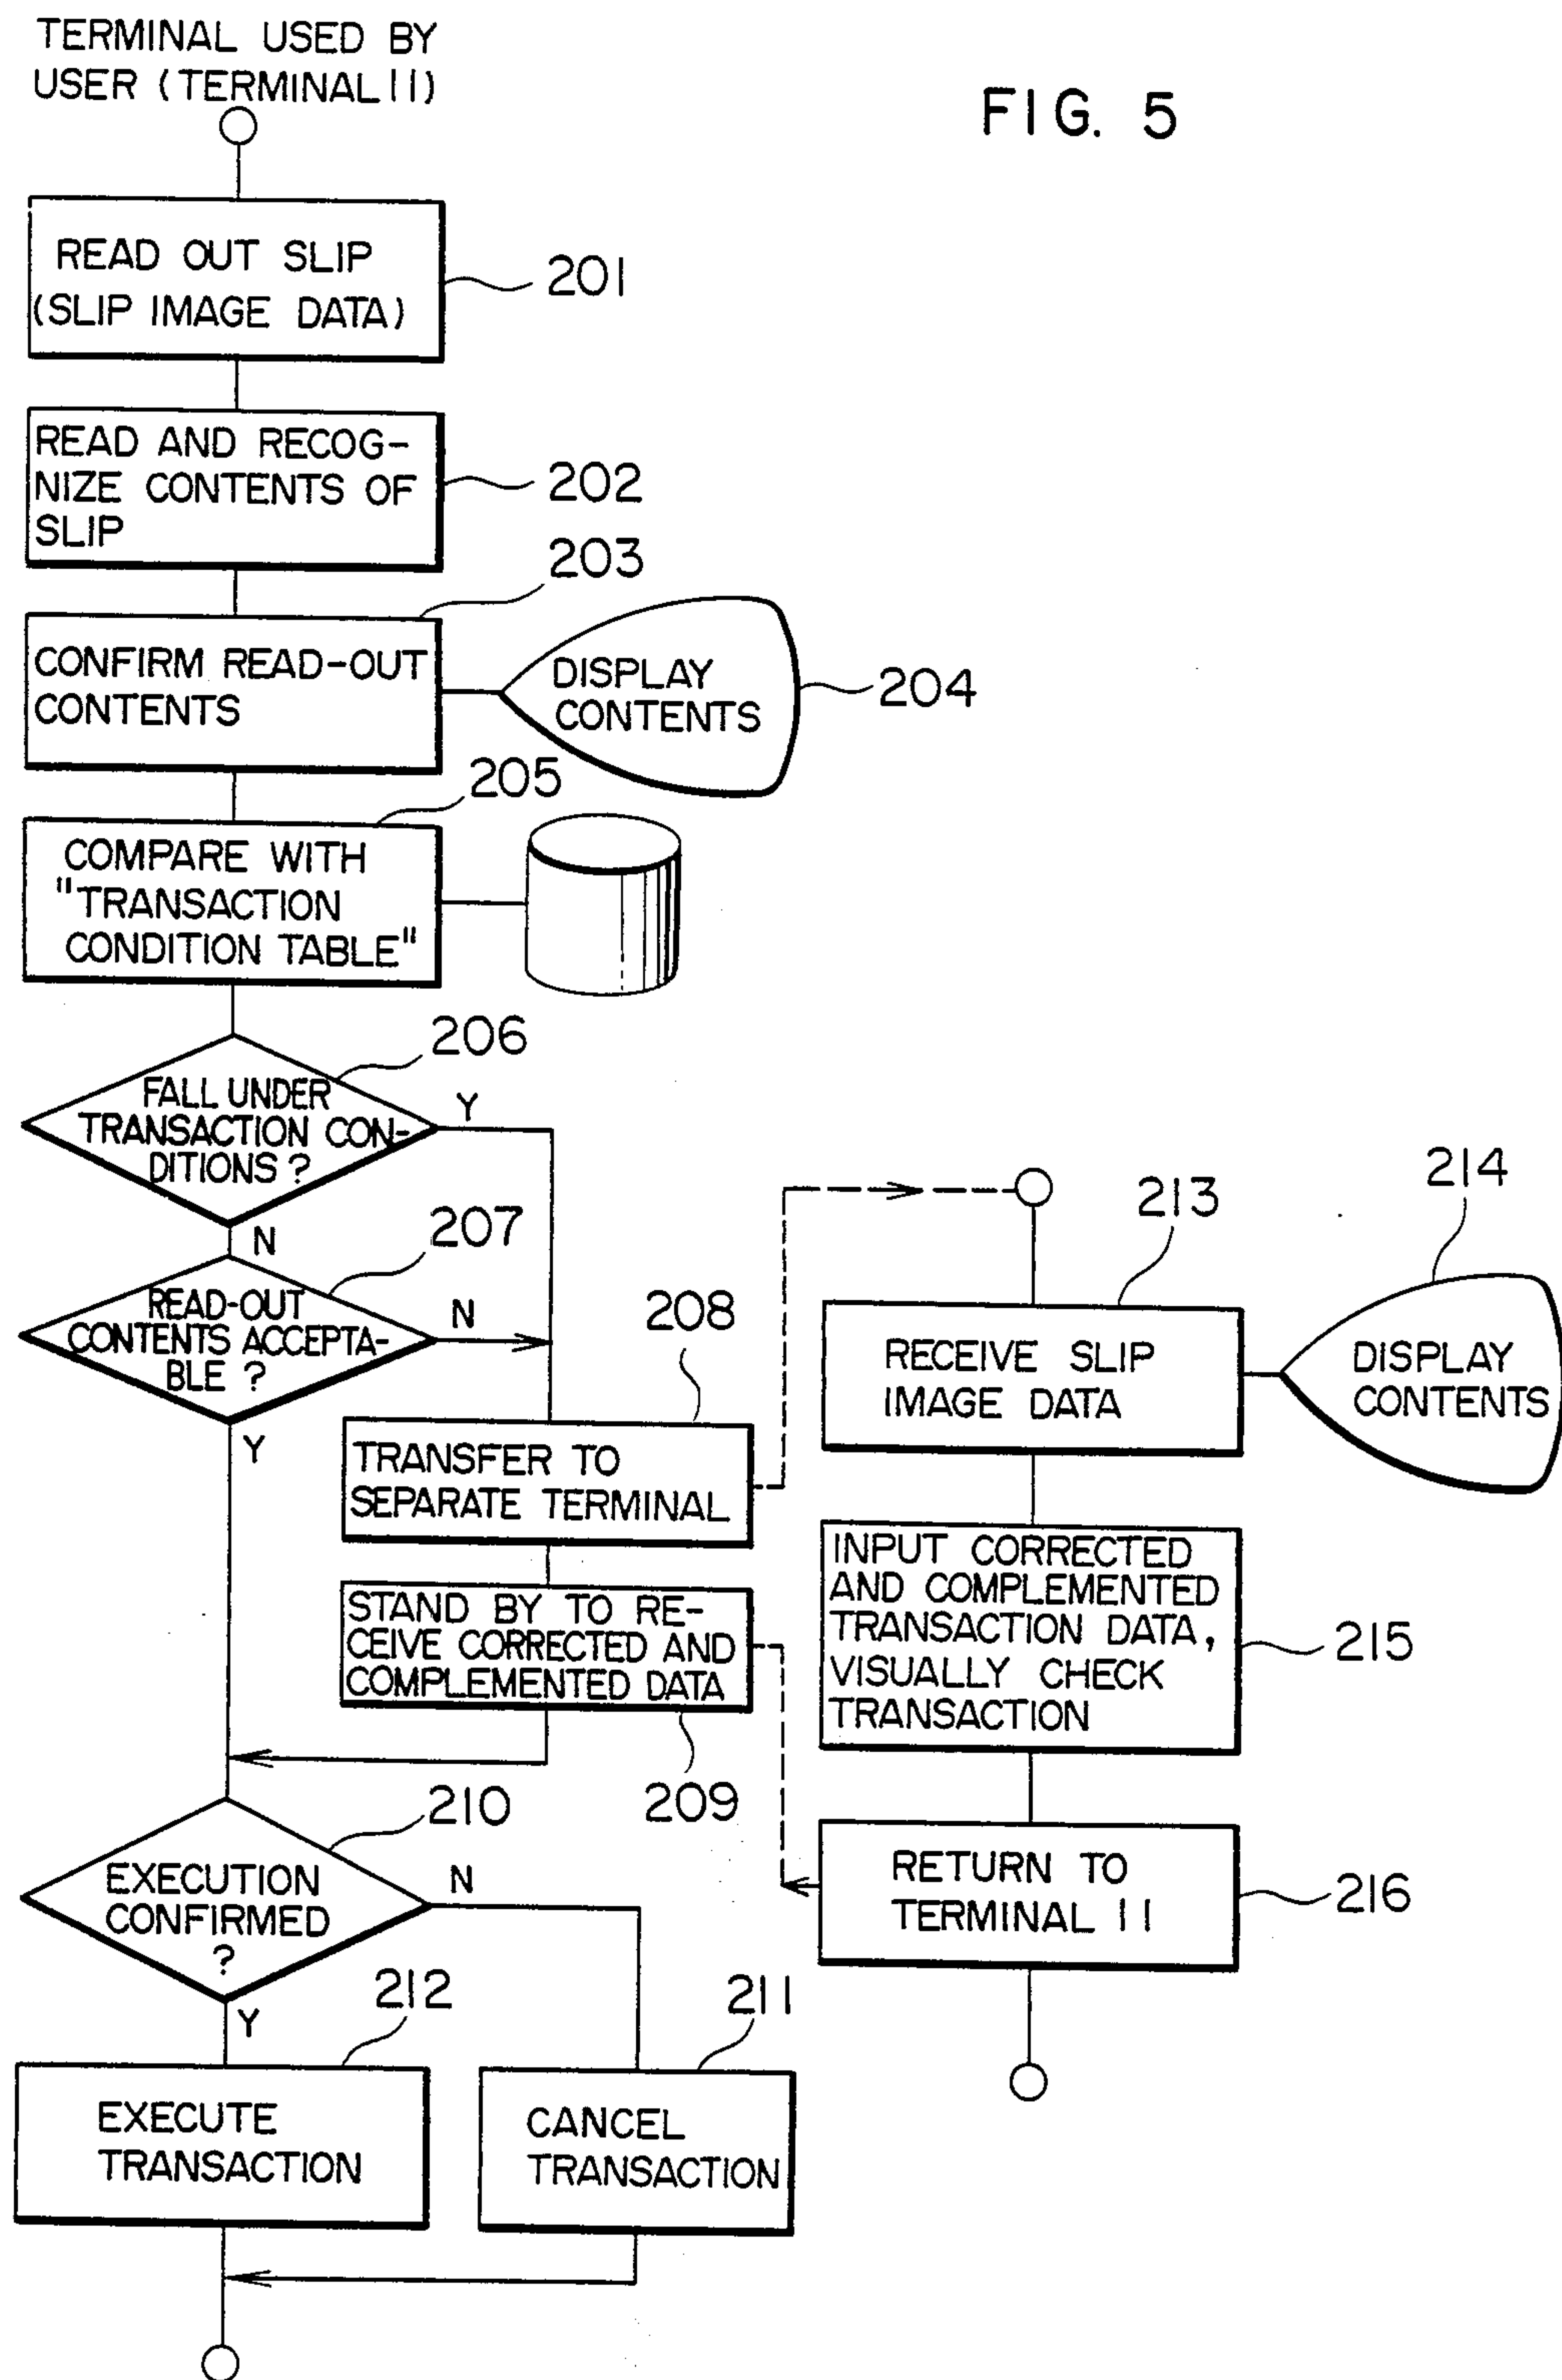 TERMINAL USED BY
USER (TERMINAL 11)
FIG. 5
READ OUT SLIP
(SLIP IMAGE DATA)
201
READ AND RECOG-
NIZE CONTENTS OF
SLIP
202
203
CONFIRM READ-OUT
CONTENTS
DISPLAY
CONTENTS
204
205
COMPARE WITH
"TRANSACTION
CONDITION TABLE"
206
FALL UNDER
TRANSACTION CON-
DITIONS ?
Y
N
207
READ-OUT
CONTENTS ACCEPTA-
BLE ?
N
Y
208
TRANSFER TO
SEPARATE TERMINAL
STAND BY TO RE-
CEIVE CORRECTED AND
COMPLEMENTED DATA
209
210
EXECUTION
CONFIRMED
?
N
Y
212
EXECUTE
TRANSACTION
211
CANCEL
TRANSACTION
213
RECEIVE SLIP
IMAGE DATA
214
DISPLAY
CONTENTS
INPUT CORRECTED
AND COMPLEMENTED
TRANSACTION DATA,
VISUALLY CHECK
TRANSACTION
215
RETURN TO
TERMINAL 11
216